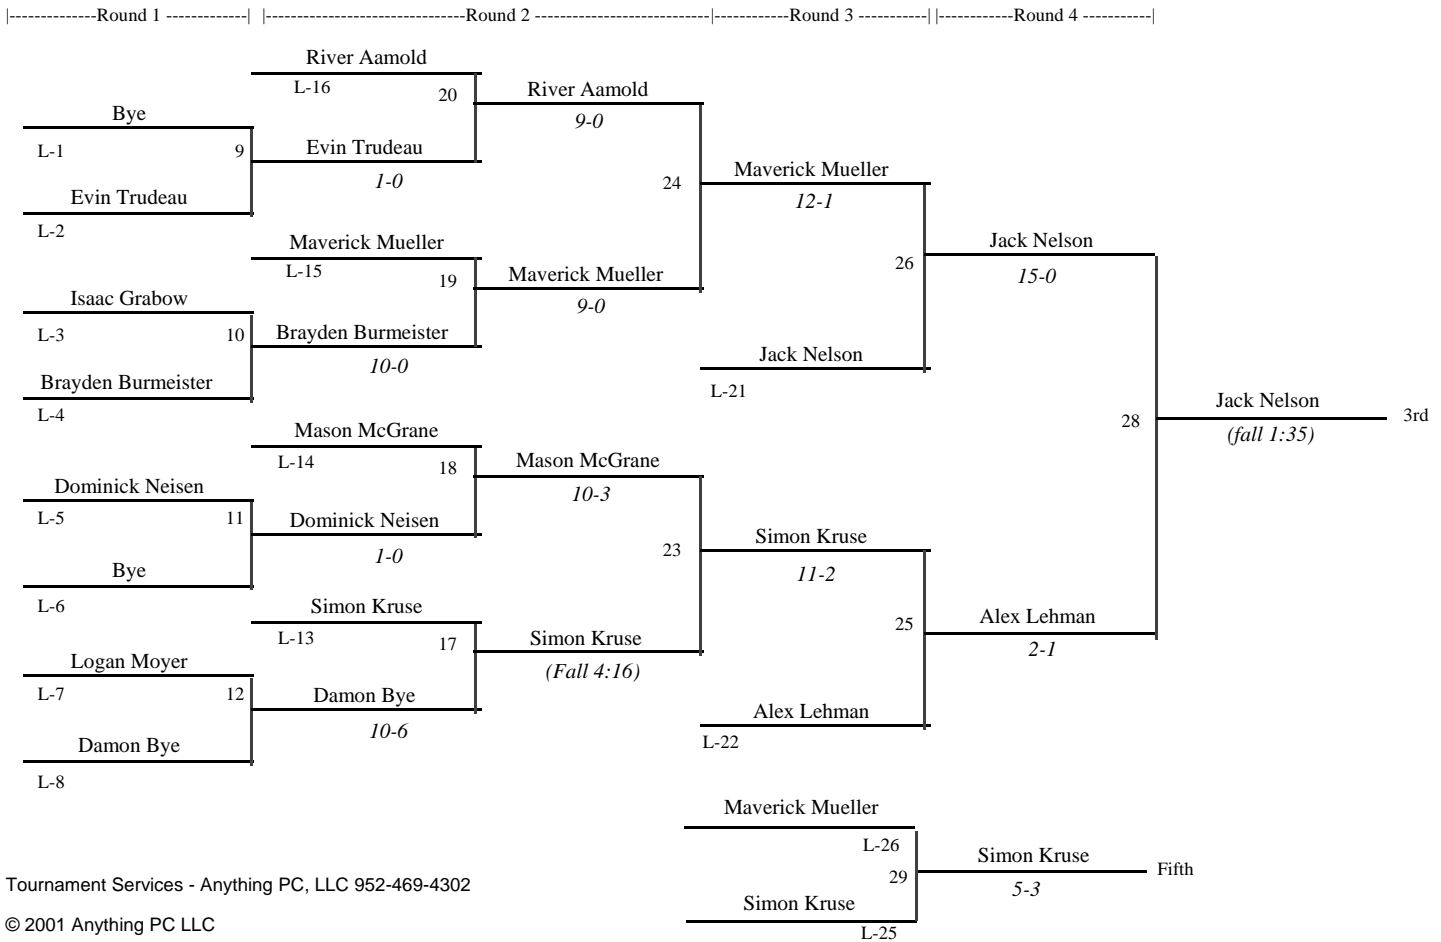 |-------------Round 1 -------------| |------------------------------Round 2 --------------------------|------------Round 3 -----------| |-----------Round 4 -----------|
River Aamold
L-16
20
River Aamold
9-0
Bye
L-1
9
Evin Trudeau
1-0
24
Maverick Mueller
12-1
Evin Trudeau
L-2
Maverick Mueller
L-15
19
Maverick Mueller
9-0
26
Jack Nelson
15-0
Isaac Grabow
L-3
10
Brayden Burmeister
10-0
Jack Nelson
L-21
Brayden Burmeister
L-4
28
Jack Nelson
(fall 1:35)
3rd
Mason McGrane
L-14
18
Mason McGrane
10-3
Dominick Neisen
L-5
11
Dominick Neisen
1-0
23
Simon Kruse
11-2
Bye
L-6
Simon Kruse
L-13
17
Simon Kruse
(Fall 4:16)
25
Alex Lehman
2-1
Logan Moyer
L-7
12
Damon Bye
10-6
Alex Lehman
L-22
Damon Bye
L-8
Maverick Mueller
L-26
29
Simon Kruse
5-3
Fifth
Simon Kruse
L-25
Tournament Services - Anything PC, LLC 952-469-4302
© 2001 Anything PC LLC